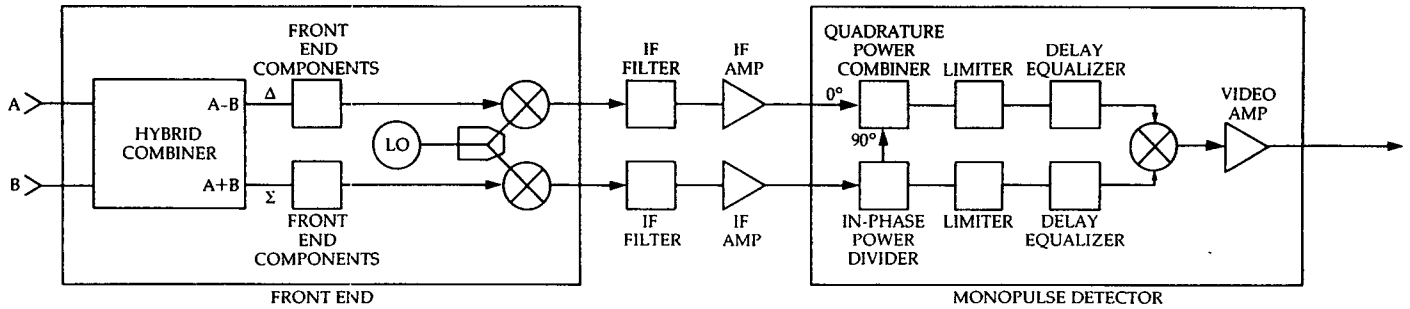 FRONT
END
COMPONENTS
A
B
HYBRID
COMBINER
A–B
A+B
Δ
Σ
LO
FRONT
END
COMPONENTS
FRONT END
IF
FILTER
IF
AMP
IF
FILTER
IF
AMP
QUADRATURE
POWER
COMBINER
LIMITER
DELAY
EQUALIZER
0°
90°
IN-PHASE
POWER
DIVIDER
LIMITER
DELAY
EQUALIZER
VIDEO
AMP
MONOPULSE DETECTOR